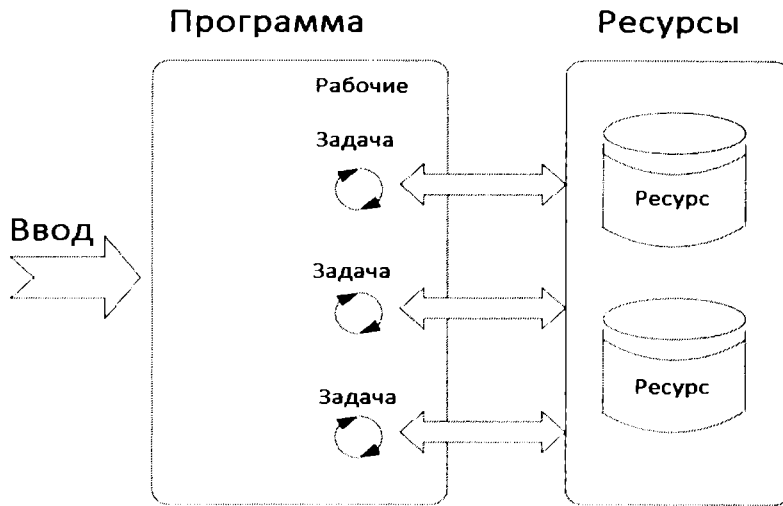 Программа
Ресурсы
Рабочие
Задача
Ресурс
Ввод
Задача
Задача
Ресурс